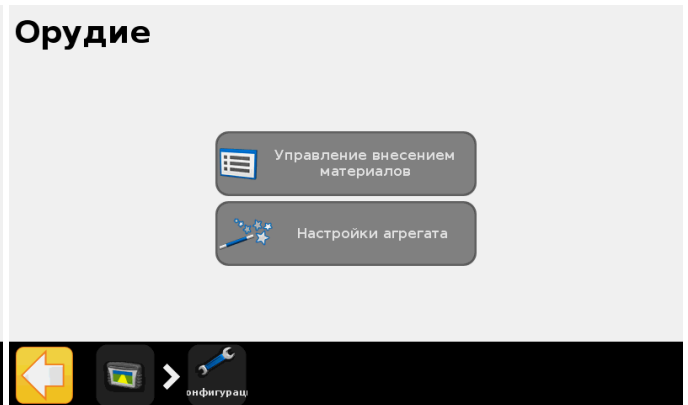 Орудие
Управление внесением
материалов
Настройки агрегата
онфигурац